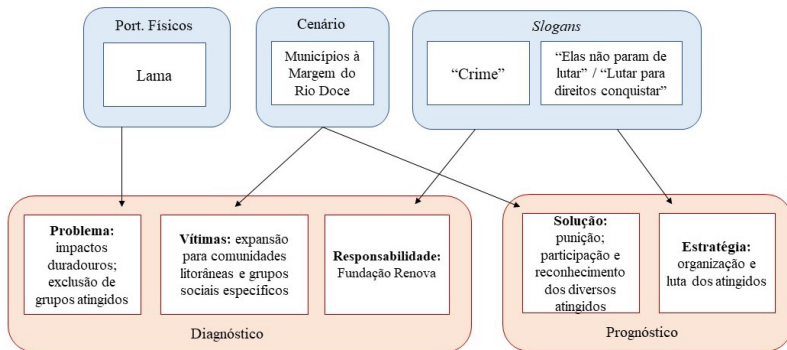 Port. Físicos
Lama
Cenário
Municípios à
Margem do
Rio Doce
Slogans
“Crime”
“Elas não param de
lutar” / “Lutar para
direitos conquistar”
Problema:
impactos
duradouros;
exclusão de
grupos atingidos
Vítimas: expansão
para comunidades
litorâneas e grupos
sociais específicos
Responsabilidade:
Fundação Renova
Diagnóstico
Solução:
punição;
participação e
reconhecimento
dos diversos
atingidos
Estratégia:
organização e
luta dos atingidos
Prognóstico